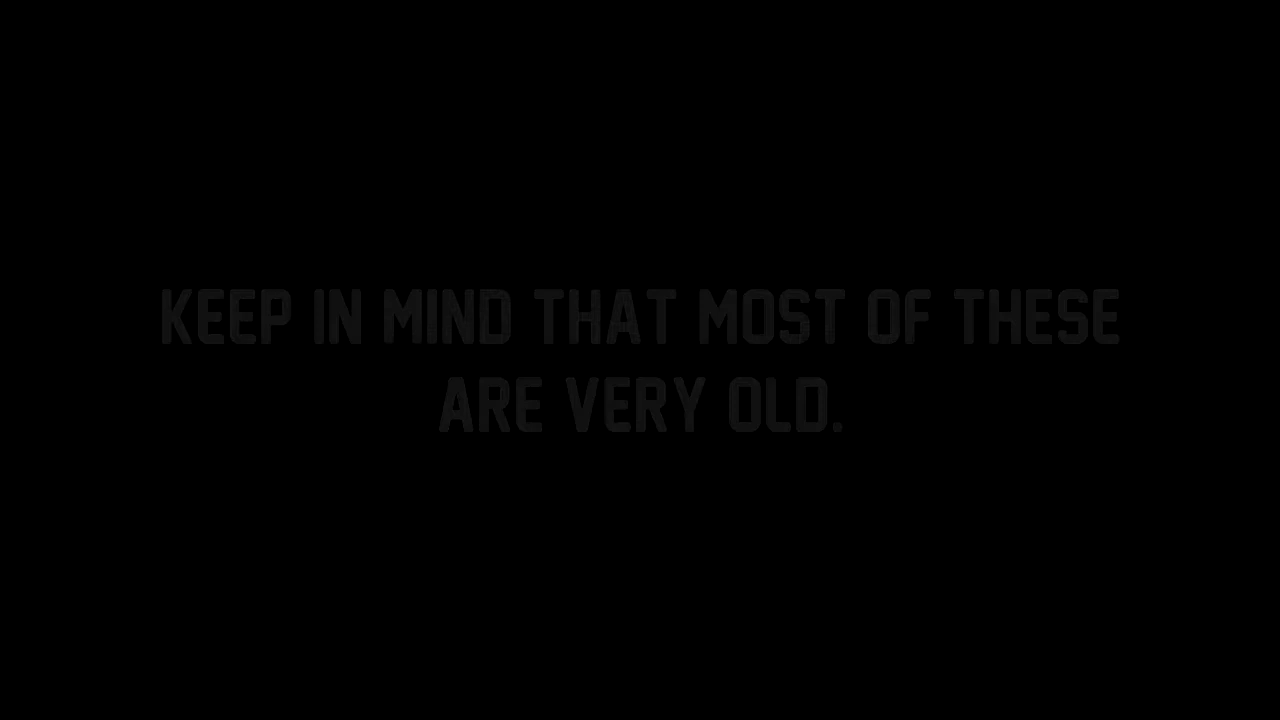 KEEP IN MIND THAT MOST OF THESE
ARE VERY OLD.